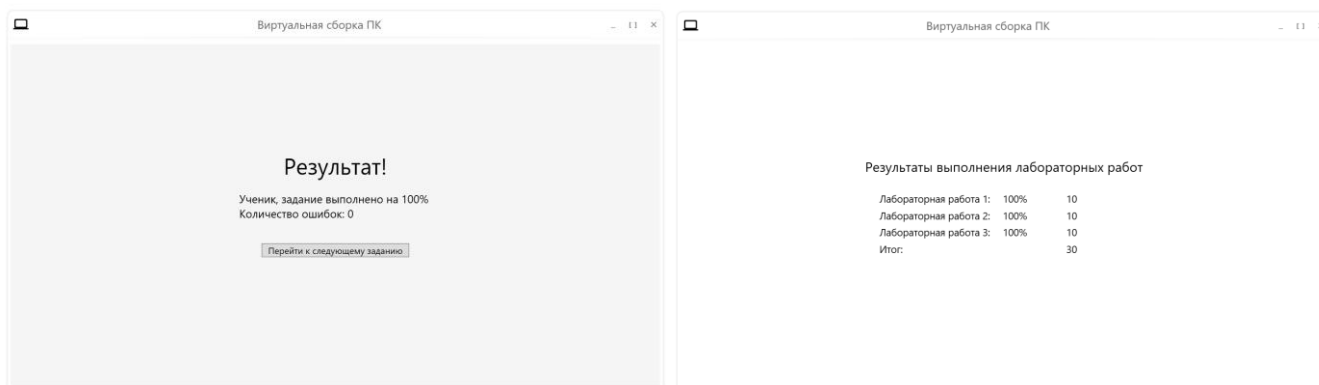 Виртуальная сборка ПК
Результат!
Ученик, задание выполнено на 100%
Количество ошибок: 0
Перейти к следующему заданию
Виртуальная сборка ПК
Результаты выполнения лабораторных работ
Лабораторная работа 1: 100% 10
Лабораторная работа 2: 100% 10
Лабораторная работа 3: 100% 10
Итог: 30